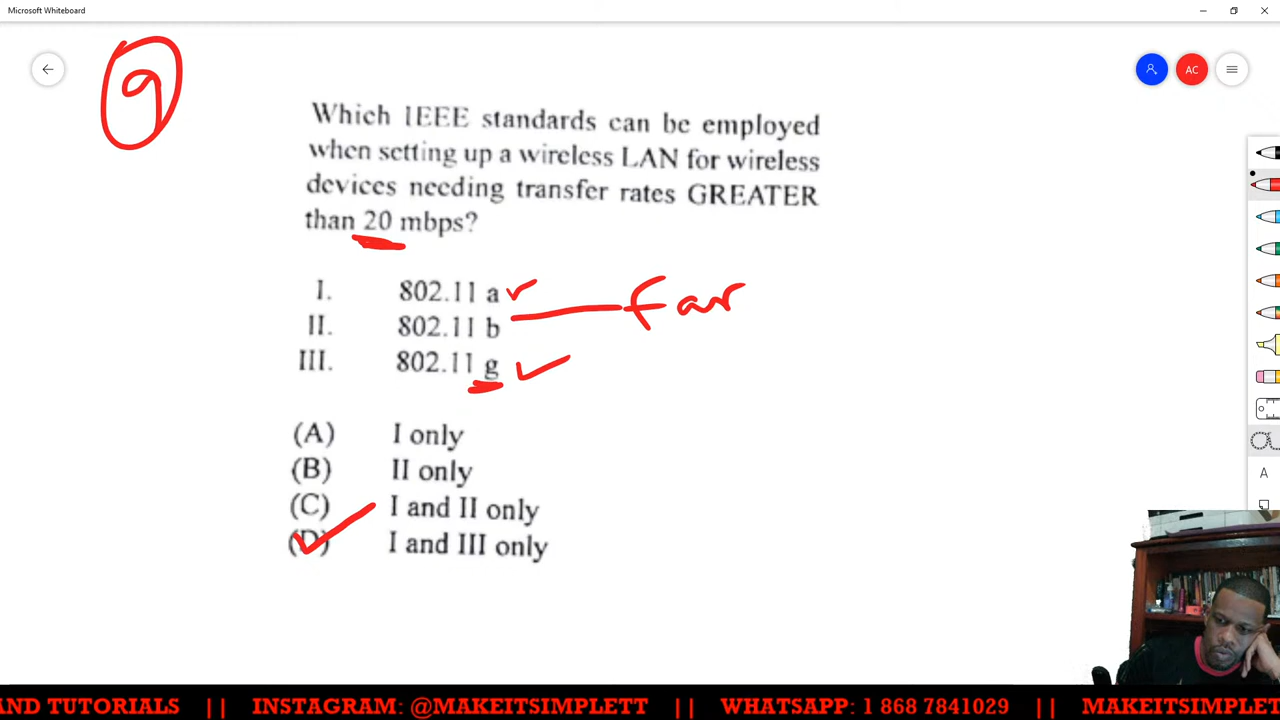 Microsoft Whiteboard
9
AC
Which IEEE standards can be employed
when setting up a wireless LAN for wireless
devices needing transfer rates GREATER
than 20 mbps?
I. 802.11 a
far
II. 802.11 b
III. 802.11 g
(A) I only
(B) II only
(C) I and II only
(D) I and III only
A
AND TUTORIALS || INSTAGRAM: @MAKEITSIMPLETT || WHATSAPP: 1 868 7841029 || MAKEITSIMPLET